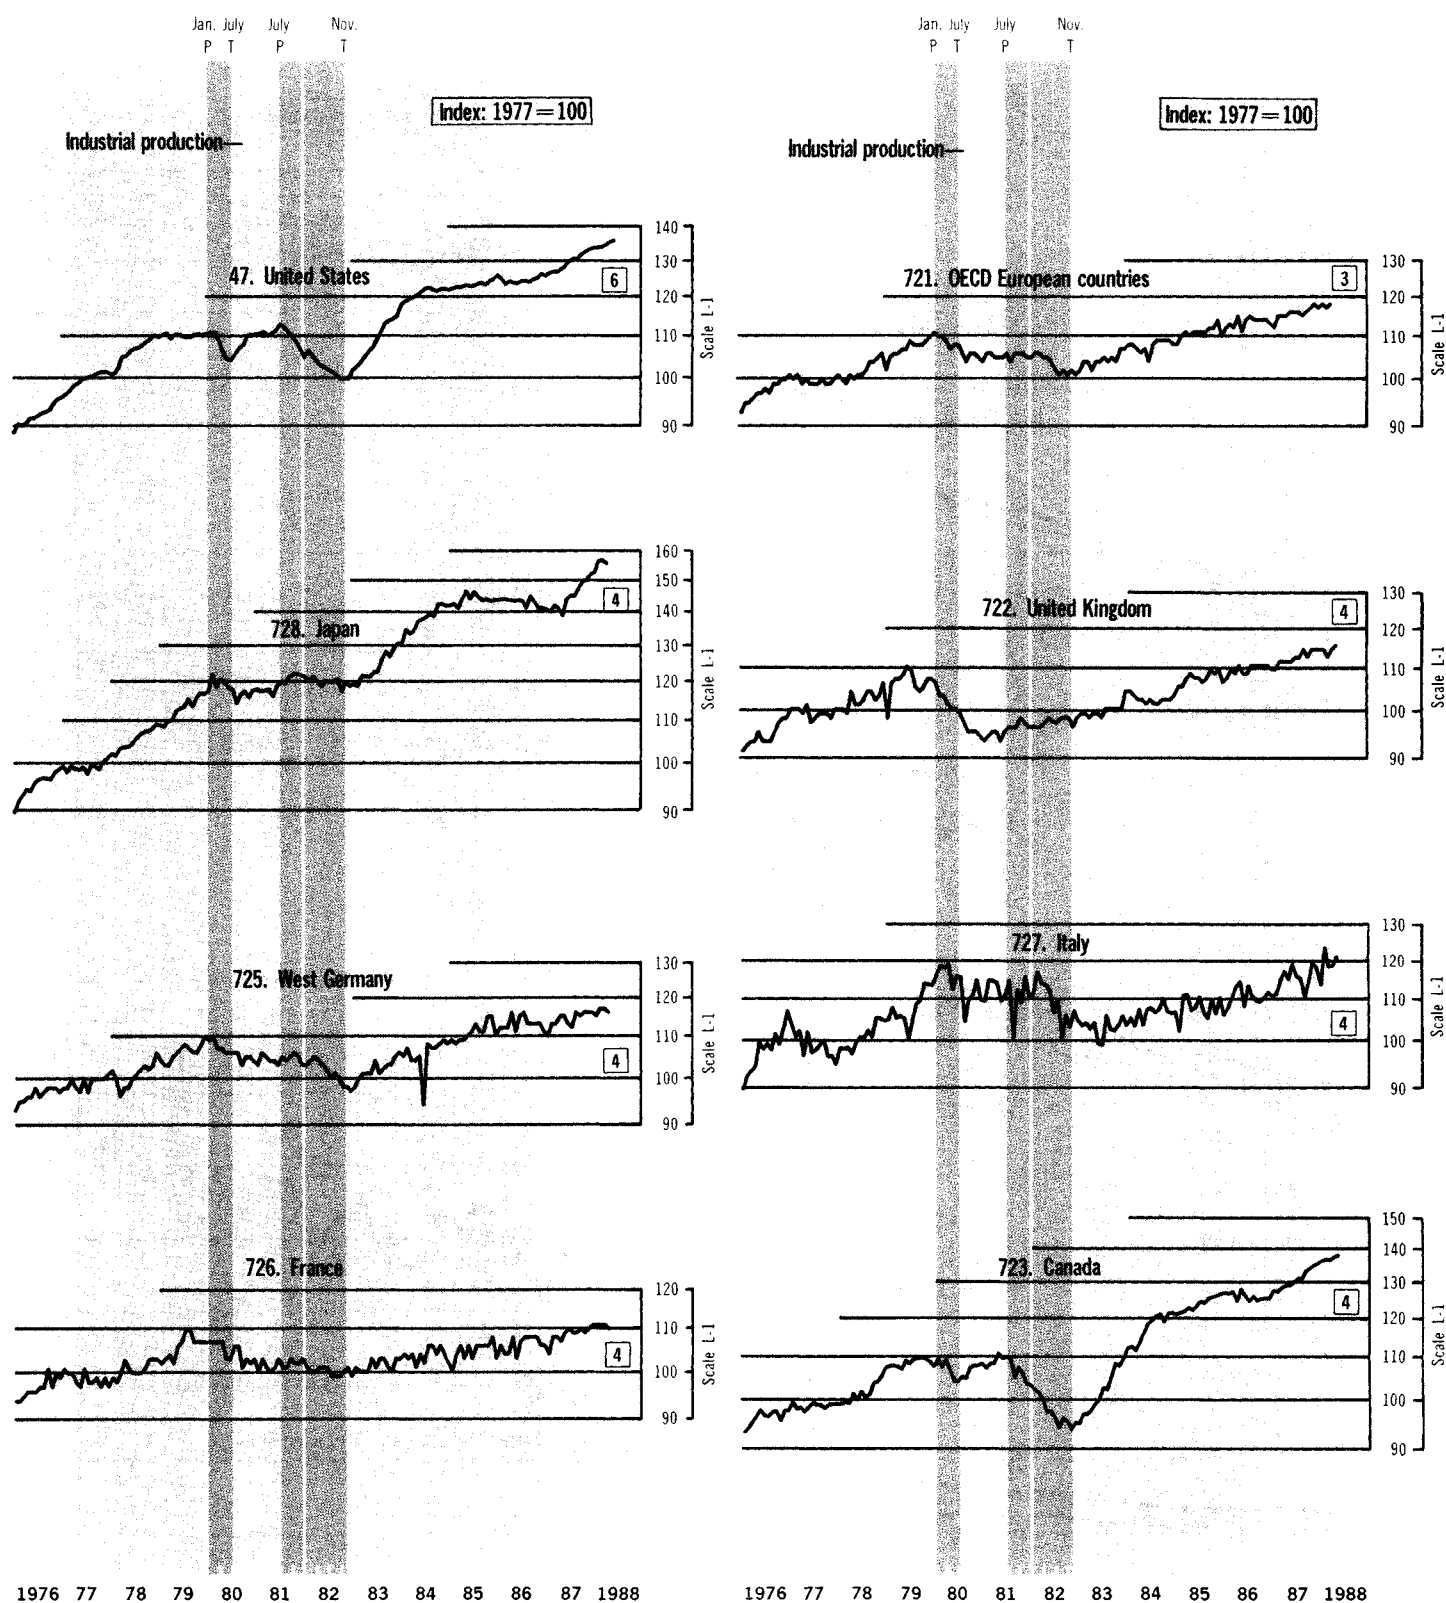 Jan. July July Nov.
P T P T
Index: 1977=100
Industrial production
140
130
47. United States
6
120
110
100
90
Scale L-1
160
150
4
140
728. Japan
130
120
110
100
90
Scale L-1
130
725. West Germany
120
110
4
100
90
Scale L-1
726. France
120
110
4
100
90
Scale L-1
1976 77 78 79 80 81 82 83 84 85 86 87 1988
Jan. July July Nov.
P T P T
Index: 1977=100
Industrial production
130
721. OECD European countries
3
120
110
100
90
Scale L-1
130
722. United Kingdom
4
120
110
100
90
Scale L-1
130
727. Italy
120
110
4
100
90
Scale L-1
150
140
723. Canada
130
4
120
110
100
90
Scale L-1
1976 77 78 79 80 81 82 83 84 85 86 87 1988